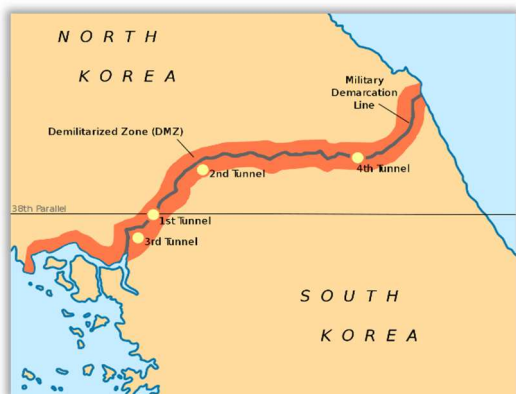 NORTH
KOREA
Military
Demarcation
Line
Demilitarized Zone (DMZ)
2nd Tunnel
4th Tunnel
38th Parallel
1st Tunnel
3rd Tunnel
SOUTH
KOREA